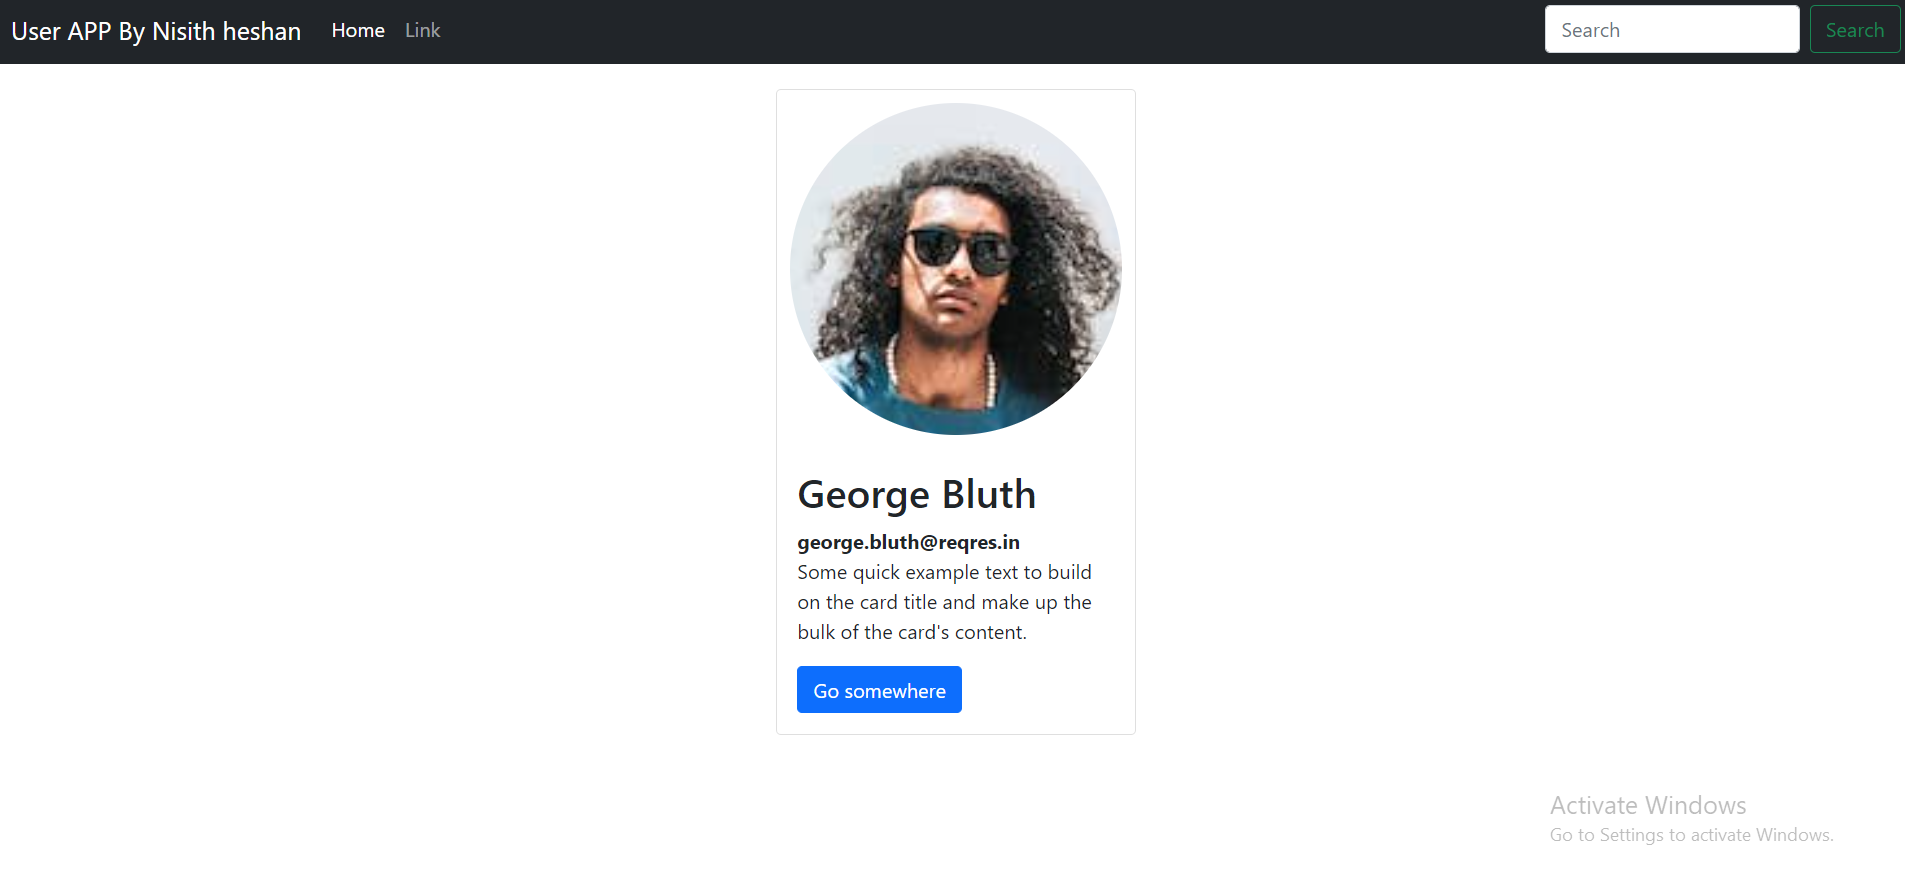 User APP By Nisith heshan Home Link Search Search
George Bluth
george.bluth@reqres.in
Some quick example text to build
on the card title and make up the
bulk of the card's content.
Go somewhere
Activate Windows
Go to Settings to activate Windows.